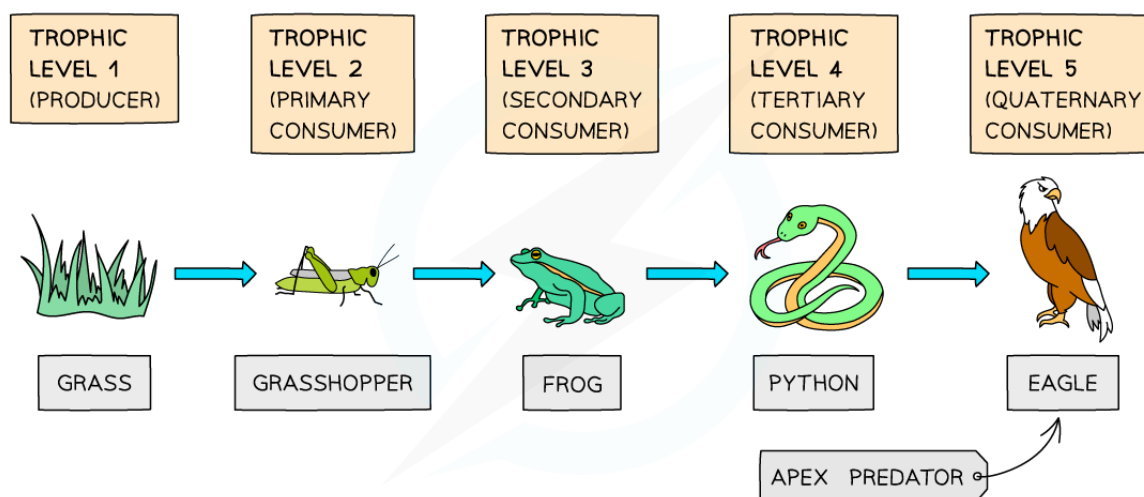 TROPHIC
LEVEL 1
(PRODUCER)
TROPHIC
LEVEL 2
(PRIMARY
CONSUMER)
TROPHIC
LEVEL 3
(SECONDARY
CONSUMER)
TROPHIC
LEVEL 4
(TERTIARY
CONSUMER)
TROPHIC
LEVEL 5
(QUATERNARY
CONSUMER)
GRASS
GRASSHOPPER
FROG
PYTHON
EAGLE
APEX PREDATOR